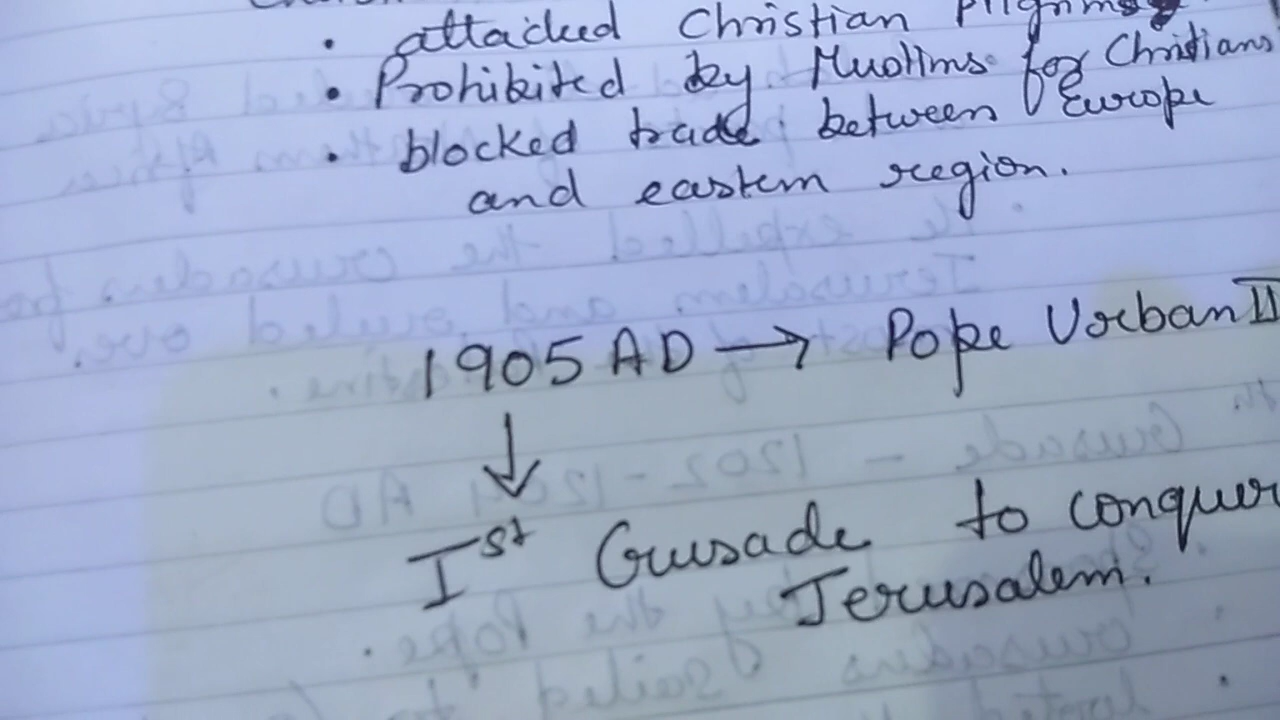 • attacked Christian Pilgrims
• Prohibited by Muslims for Christians
• blocked trade between Europe
and eastern region.
1905 AD → Pope Urban II
↓
Ist Crusade to conquer
Jerusalem.